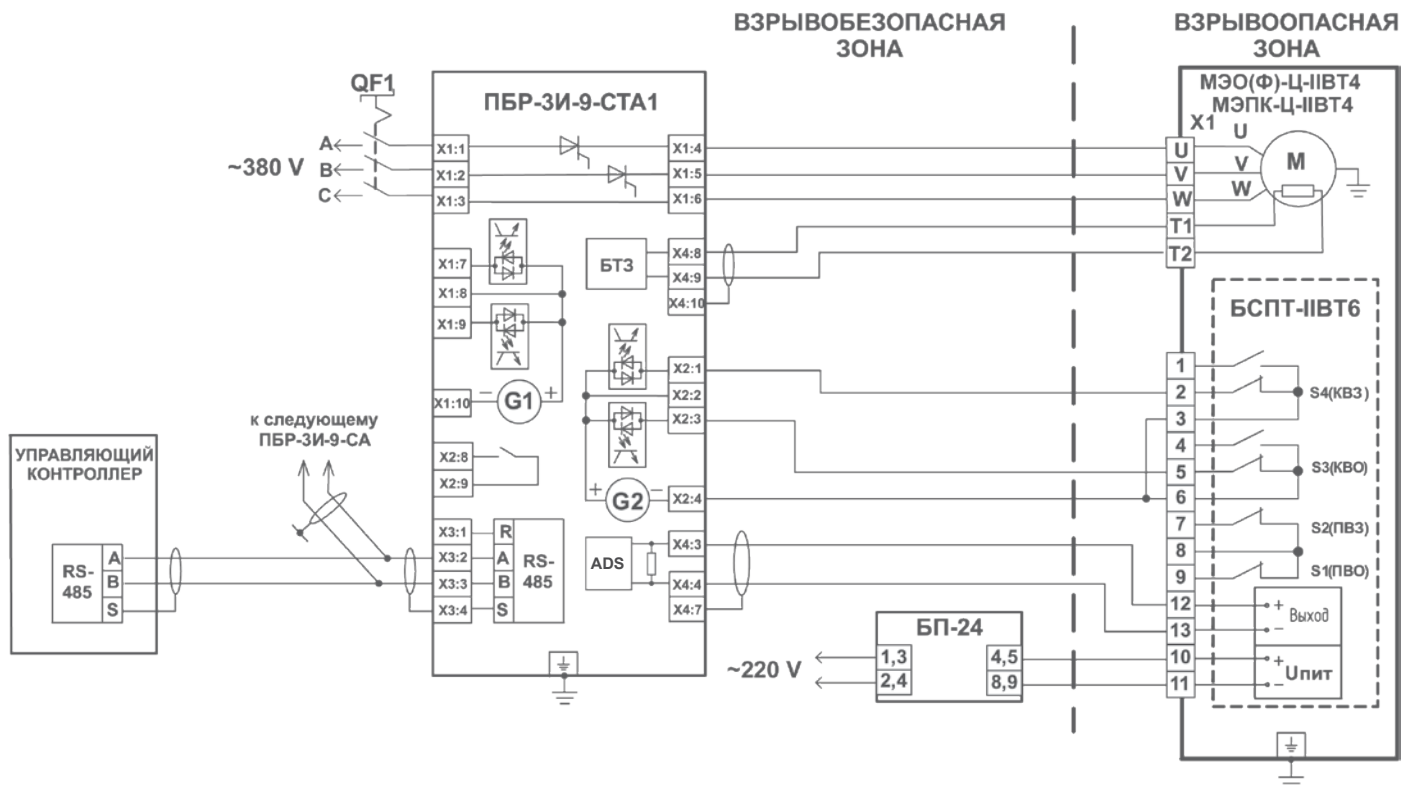 ВЗРЫВОБЕЗОПАСНАЯ
ЗОНА
ВЗРЫВООПАСНАЯ
ЗОНА
QF1
ПБР-3И-9-СТА1
МЭО(Ф)-Ц-IIВТ4
МЭПК-Ц-IIВТ4
~380 V
A
B
C
X1:1
X1:2
X1:3
X1:4
X1:5
X1:6
X1
U
V
W
T1
T2
U
V
W
M
X1:7
X1:8
X1:9
X1:10
G1
− +
БТЗ
X4:8
X4:9
X4:10
X2:1
X2:2
X2:3
X2:4
G2
+ −
БСПТ-IIВТ6
1
2
3
4
5
6
7
8
9
12
13
10
11
S4(КВЗ)
S3(КВО)
S2(ПВЗ)
S1(ПВО)
+
−
Выход
+
−
Uпит
к следующему
ПБР-3И-9-СА
УПРАВЛЯЮЩИЙ
КОНТРОЛЛЕР
RS-
485
A
B
S
X2:8
X2:9
X3:1
X3:2
X3:3
X3:4
R
A
B
S
RS-
485
ADS
X4:3
X4:4
X4:7
БП-24
~220 V
1,3
2,4
4,5
8,9